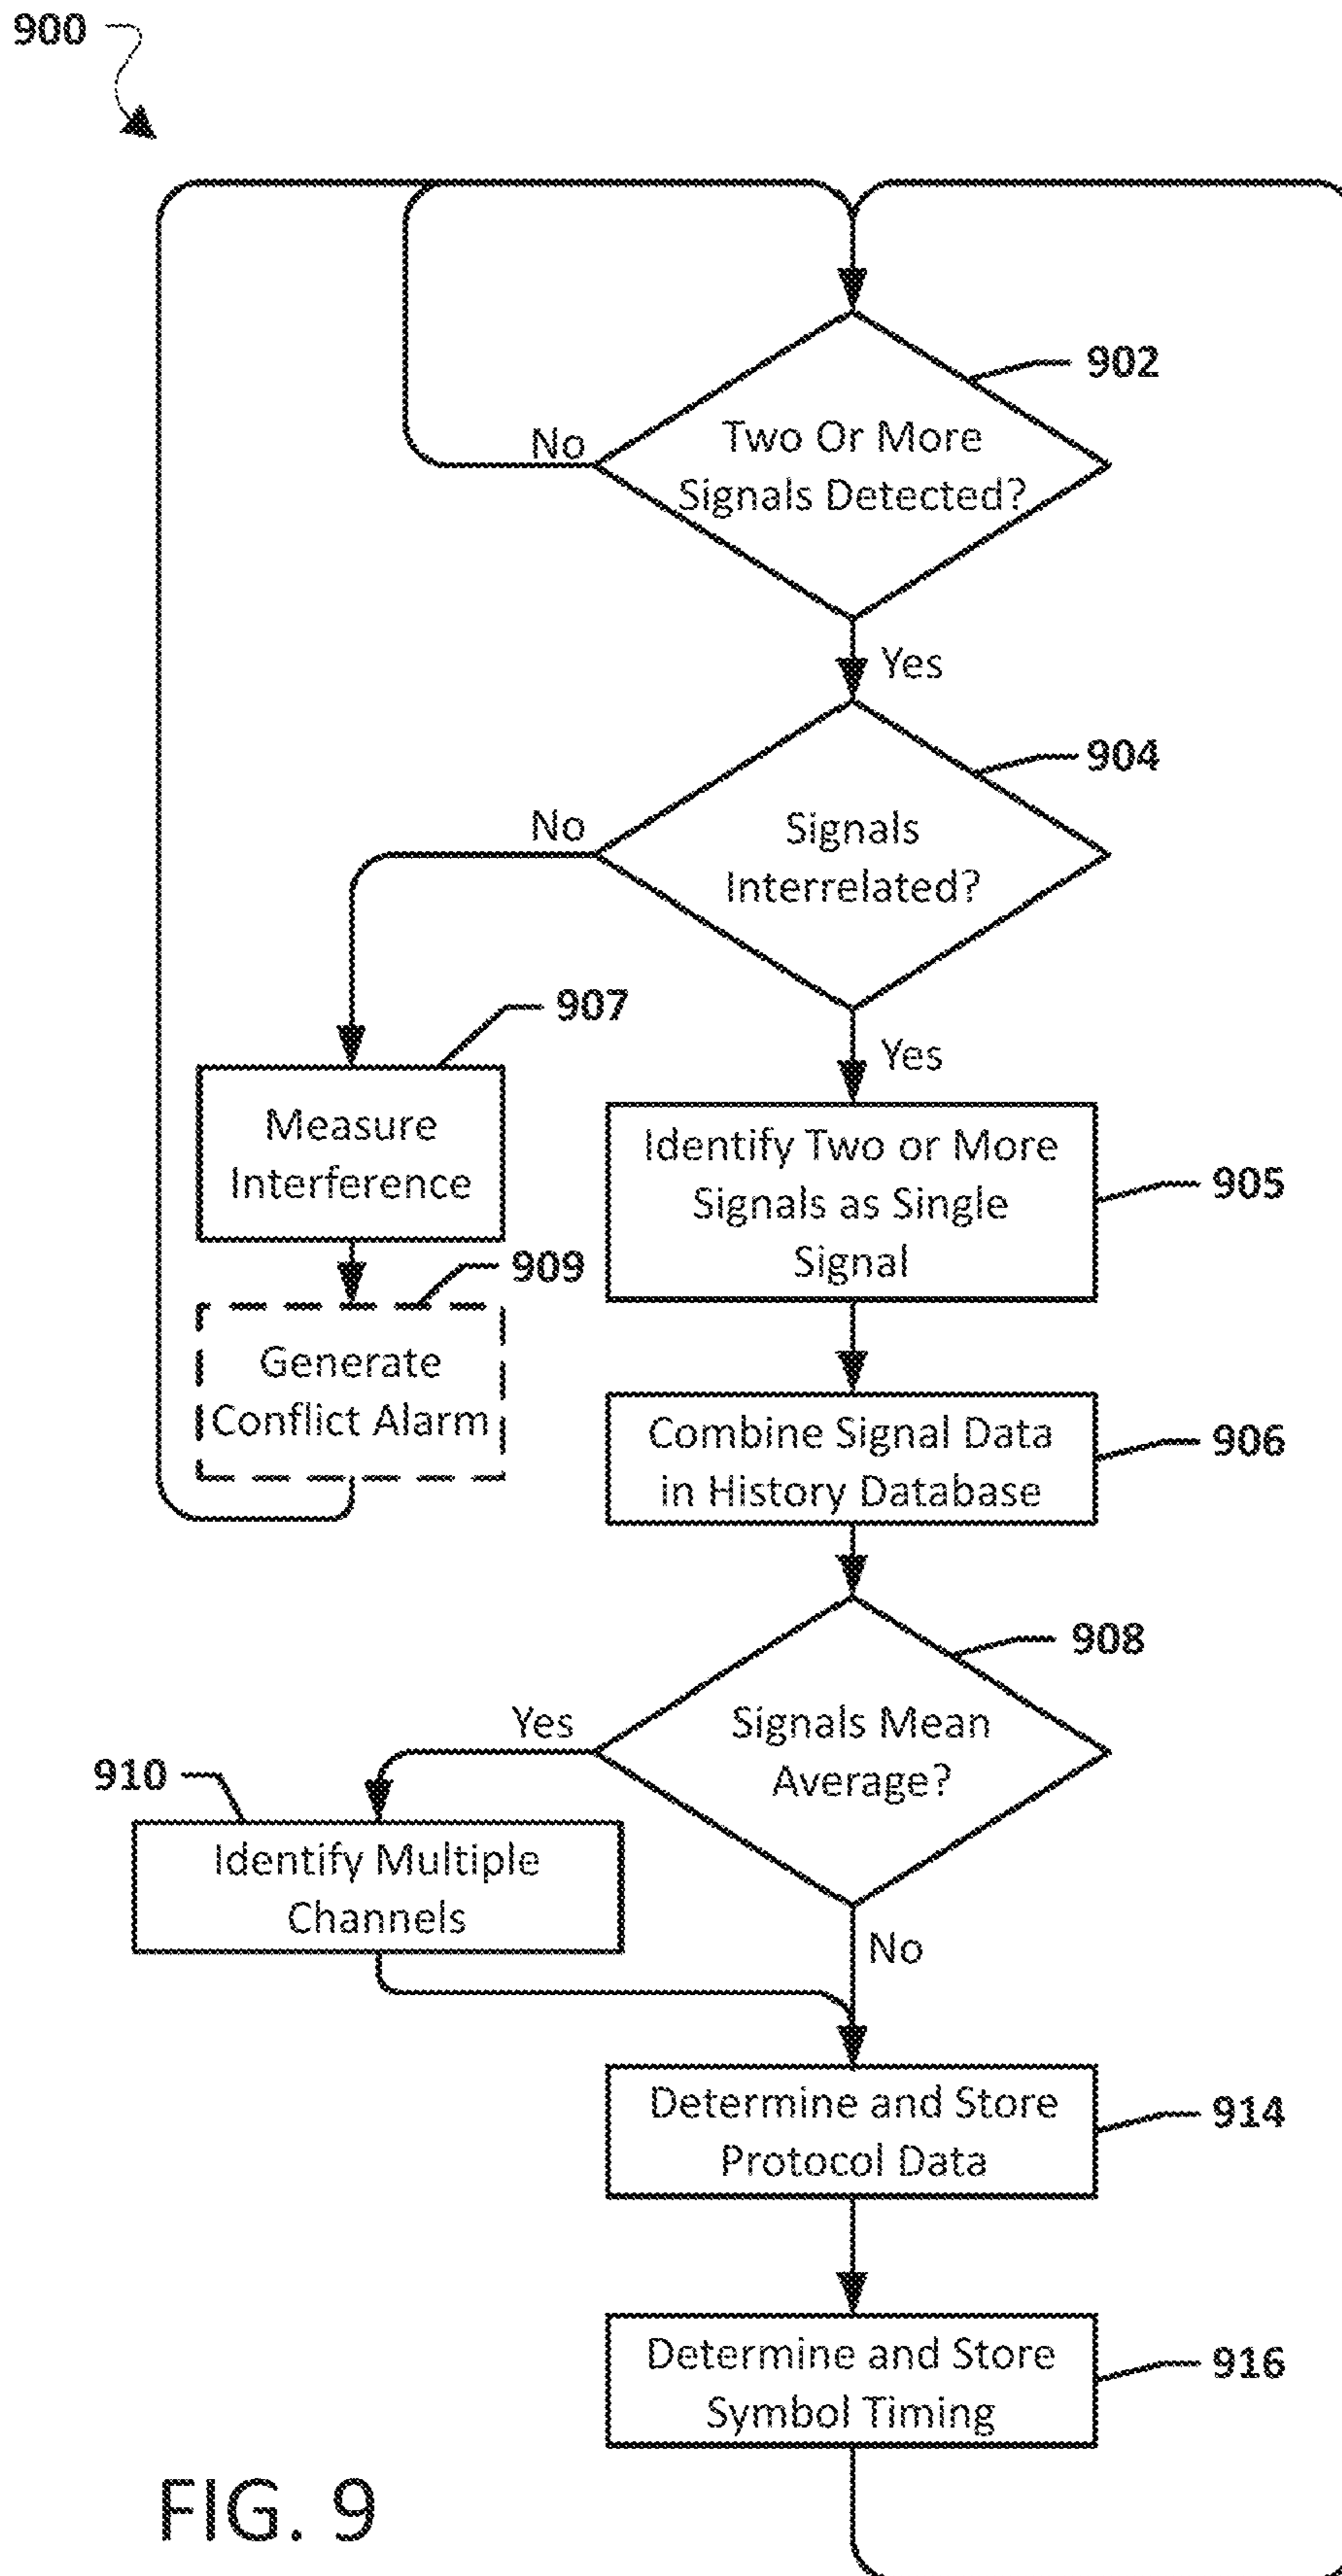 900
902
Two Or More
Signals Detected?
No
Yes
904
Signals
Interrelated?
No
Yes
907
Measure
Interference
905
Identify Two or More
Signals as Single
Signal
909
Generate
Conflict Alarm
906
Combine Signal Data
in History Database
908
Signals Mean
Average?
Yes
No
910
Identify Multiple
Channels
914
Determine and Store
Protocol Data
916
Determine and Store
Symbol Timing
FIG. 9